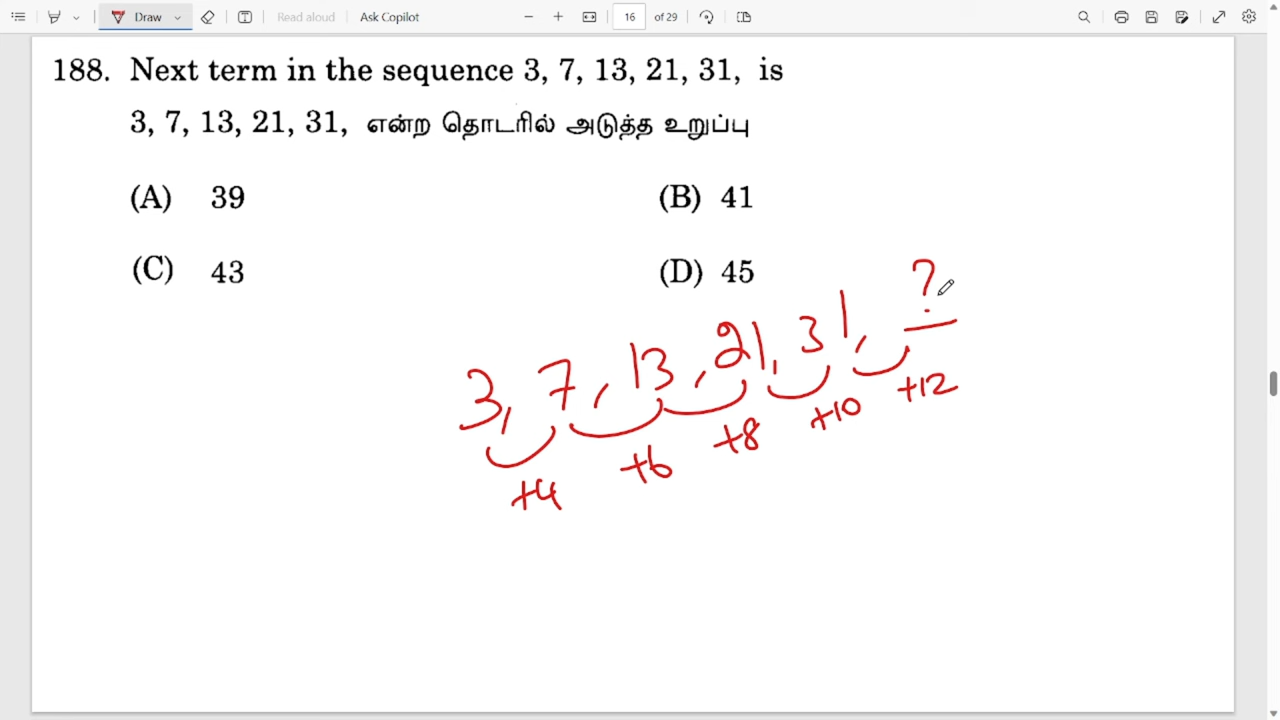 Draw Read aloud Ask Copilot 16 of 29
188. Next term in the sequence 3, 7, 13, 21, 31, is
3, 7, 13, 21, 31, என்ற தொடரில் அடுத்த உறுப்பு
(A) 39 (B) 41
(C) 43 (D) 45
3, 7, 13, 21, 31, ?
+4 +6 +8 +10 +12